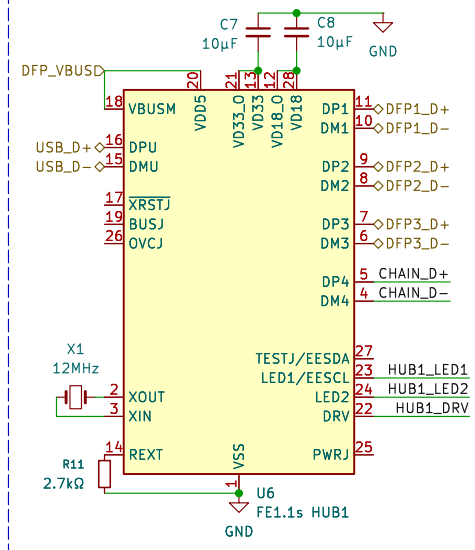 C7
10µF
C8
10µF
GND
DFP_VBUS
20
21
13
12
28
18
VBUSM
VDD5
VD33_O
VD33
VD18_O
VD18
DP1
11
DFP1_D+
DM1
10
DFP1_D-
USB_D+
16
DPU
USB_D-
15
DMU
DP2
9
DFP2_D+
DM2
8
DFP2_D-
17
XRSTJ
19
BUSJ
26
OVCJ
DP3
7
DFP3_D+
DM3
6
DFP3_D-
DP4
5
CHAIN_D+
DM4
4
CHAIN_D-
X1
12MHz
TESTJ/EESDA
27
LED1/EESCL
23
HUB1_LED1
2
XOUT
LED2
24
HUB1_LED2
3
XIN
DRV
22
HUB1_DRV
14
REXT
VSS
PWRJ
25
R11
2.7kΩ
1
U6
FE1.1s HUB1
GND